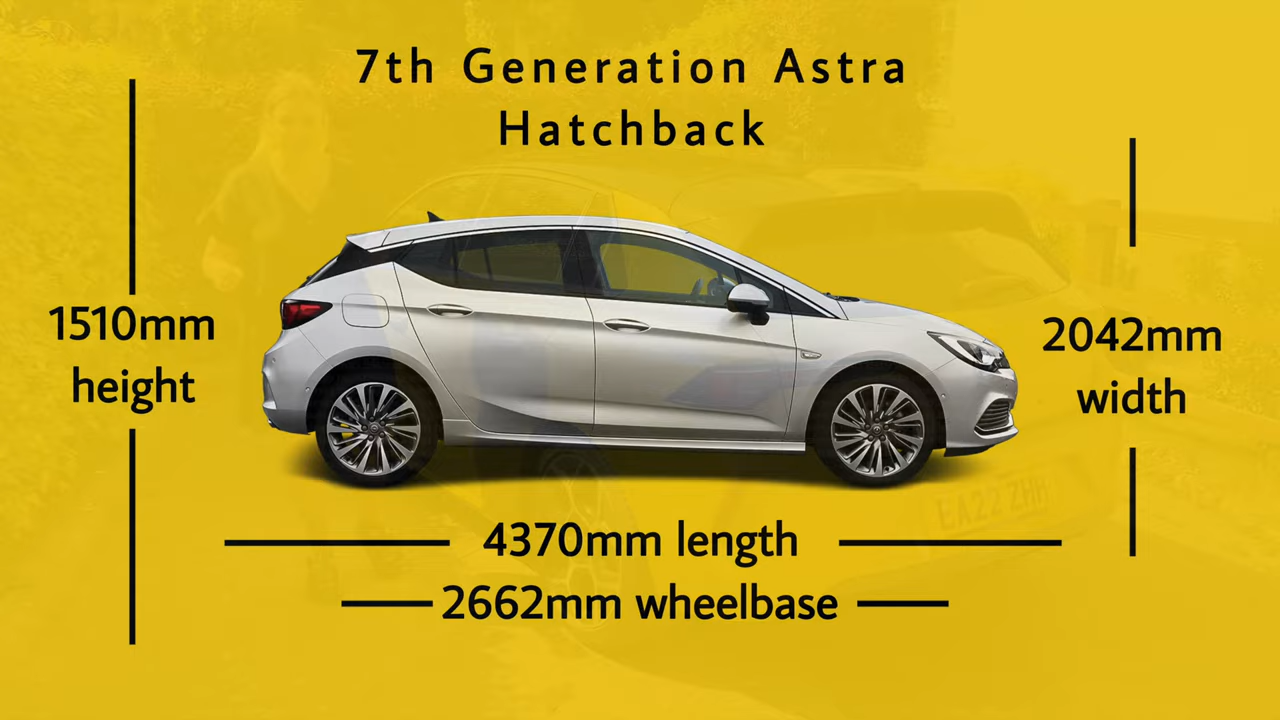 7th Generation Astra
Hatchback
1510mm
height
2042mm
width
4370mm length
2662mm wheelbase